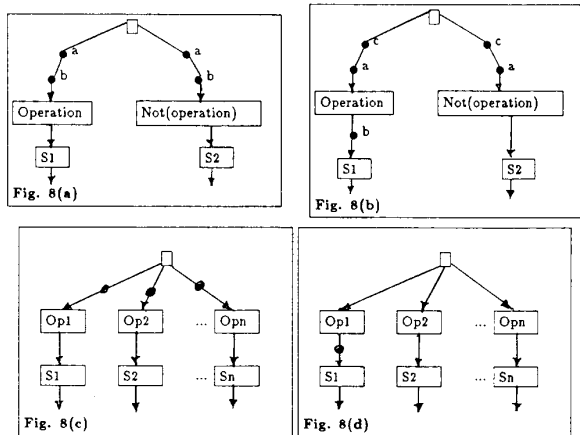 a a
b b
Operation Not(operation)
S1 S2
Fig. 8(a)
c c
a a
Operation Not(operation)
b
S1 S2
Fig. 8(b)
Op1 Op2 ... Opn
S1 S2 ... Sn
Fig. 8(c)
Op1 Op2 ... Opn
S1 S2 ... Sn
Fig. 8(d)